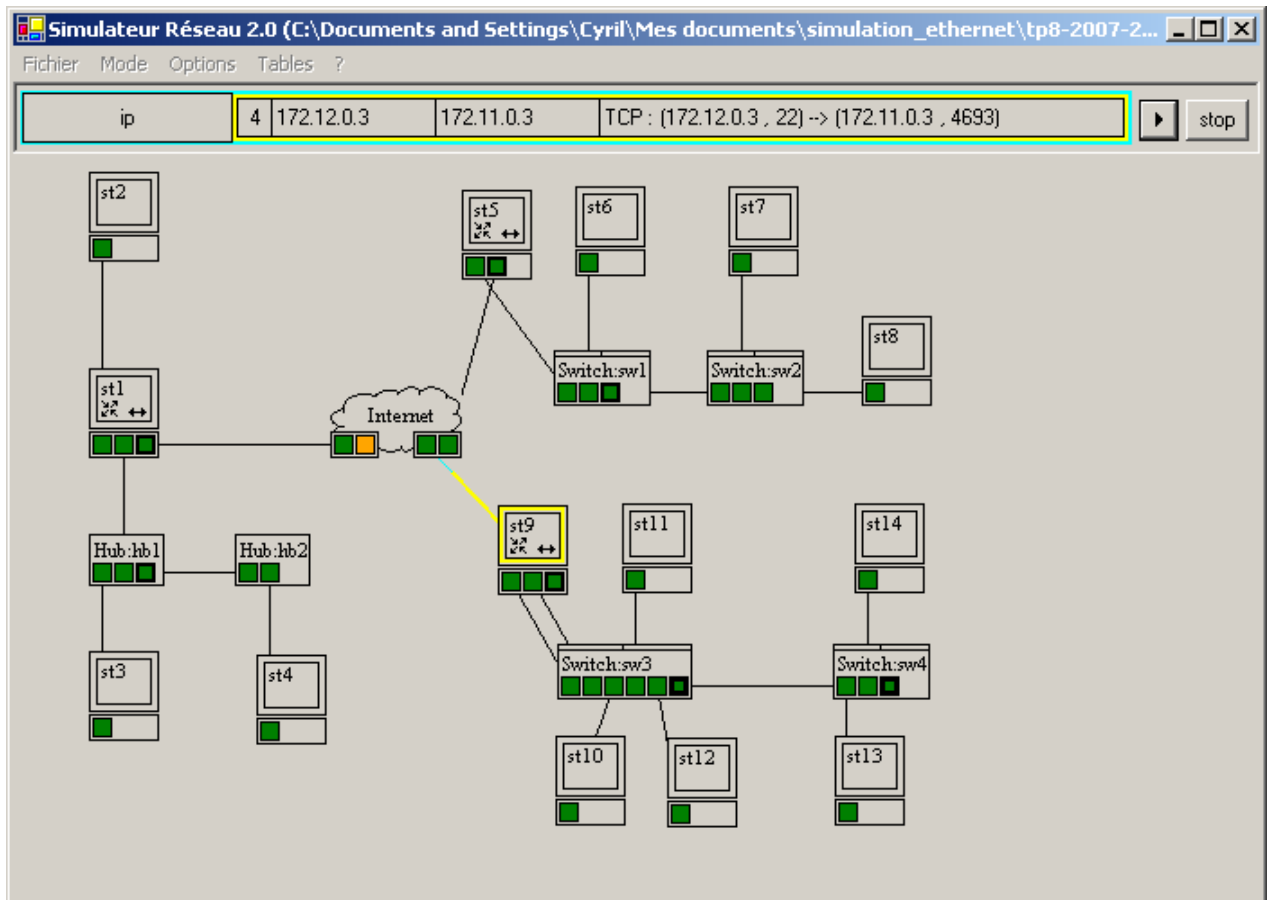 Simulateur Réseau 2.0 (C:\Documents and Settings\Cyril\Mes documents\simulation_ethernet\tp8-2007-2...
Fichier Mode Options Tables ?
ip 4 172.12.0.3 172.11.0.3 TCP : (172.12.0.3 , 22) --> (172.11.0.3 , 4693) stop
st2
st5
st6
st7
st8
Switch:sw1
Switch:sw2
st1
Internet
st9
st11
st14
Hub:hb1
Hub:hb2
st3
st4
Switch:sw3
Switch:sw4
st10
st12
st13